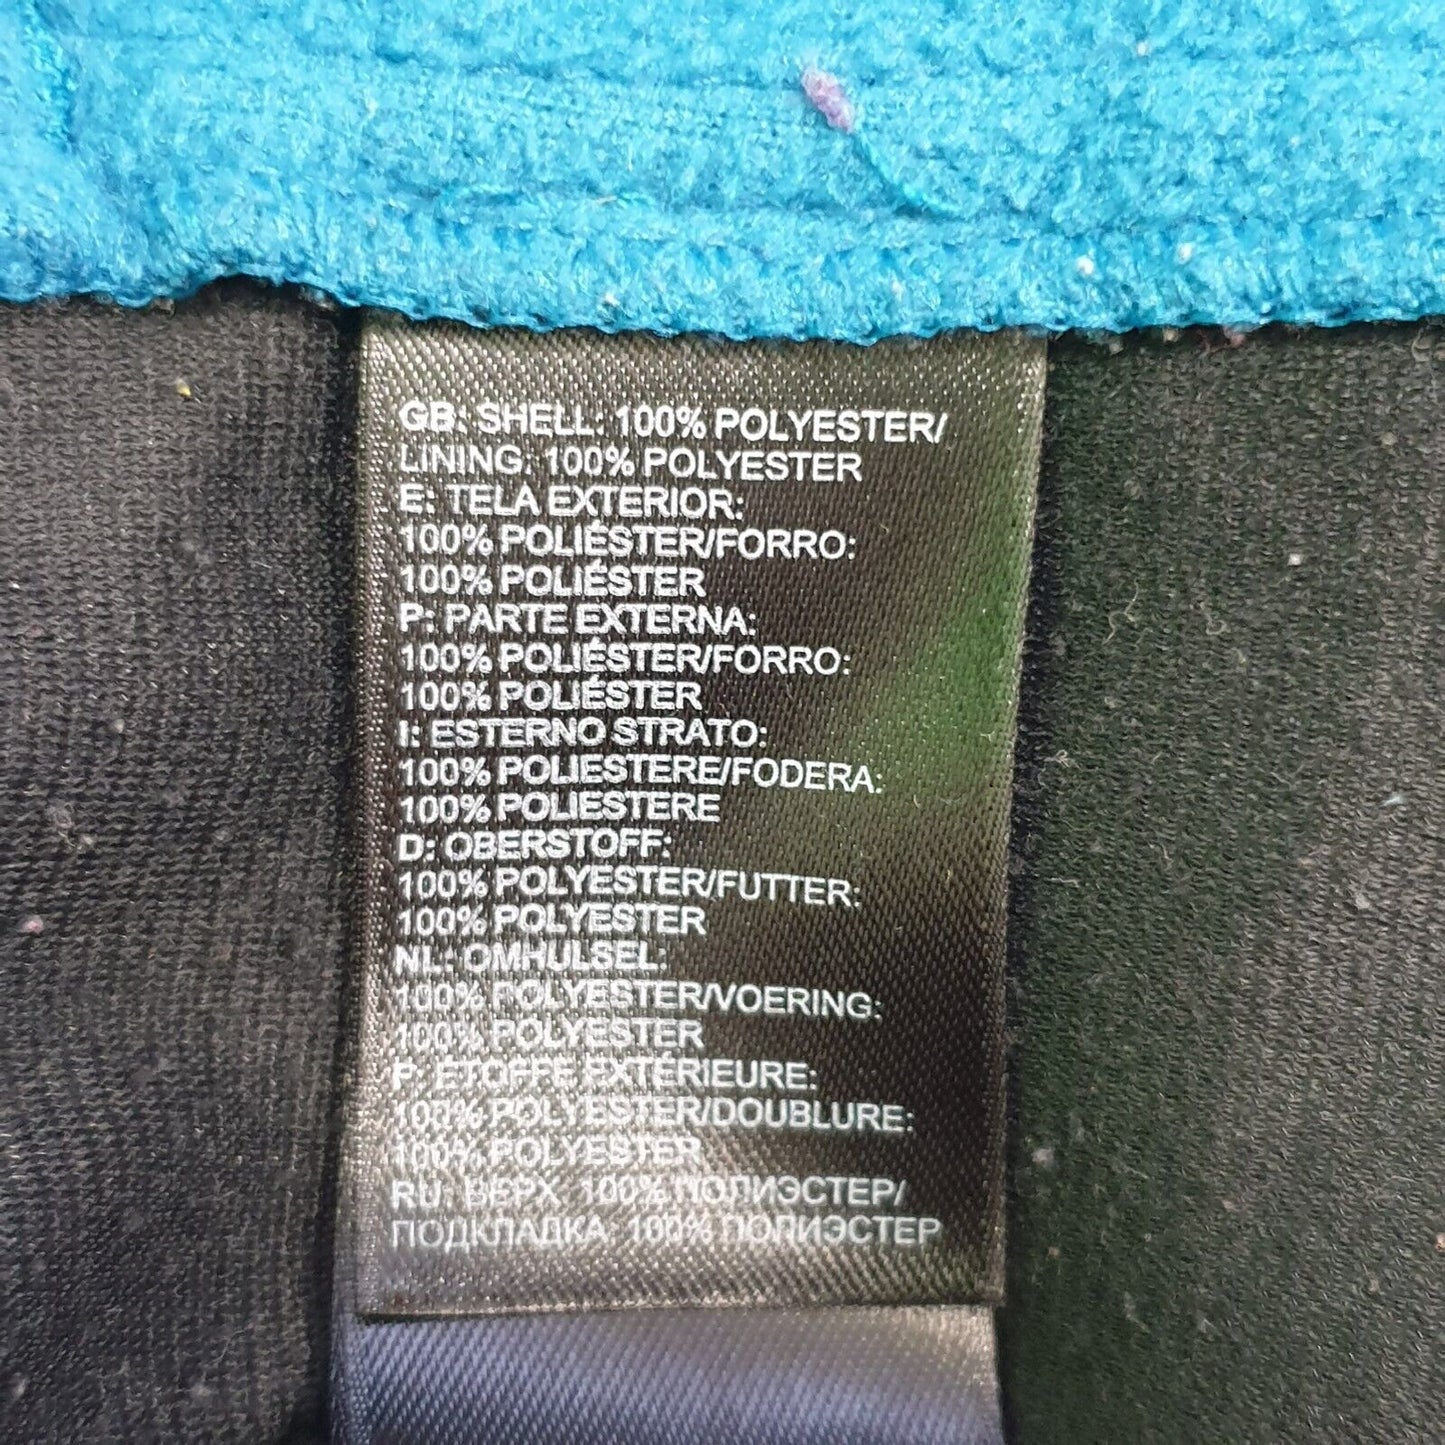 GB: SHELL: 100% POLYESTER/
LINING: 100% POLYESTER
E: TELA EXTERIOR:
100% POLIÉSTER/FORRO:
100% POLIÉSTER
P: PARTE EXTERNA:
100% POLIÉSTER/FORRO:
100% POLIÉSTER
I: ESTERNO STRATO:
100% POLIESTERE/FODERA:
100% POLIESTERE
D: OBERSTOFF:
100% POLYESTER/FUTTER:
100% POLYESTER
NL: OMHULSEL:
100% POLYESTER/VOERING:
100% POLYESTER
F: ETOFFE EXTÉRIEURE:
100% POLYESTER/DOUBLURE:
100% POLYESTER
RU: ВЕРХ: 100% ПОЛИЭСТЕР/
ПОДКЛАДКА: 100% ПОЛИЭСТЕР